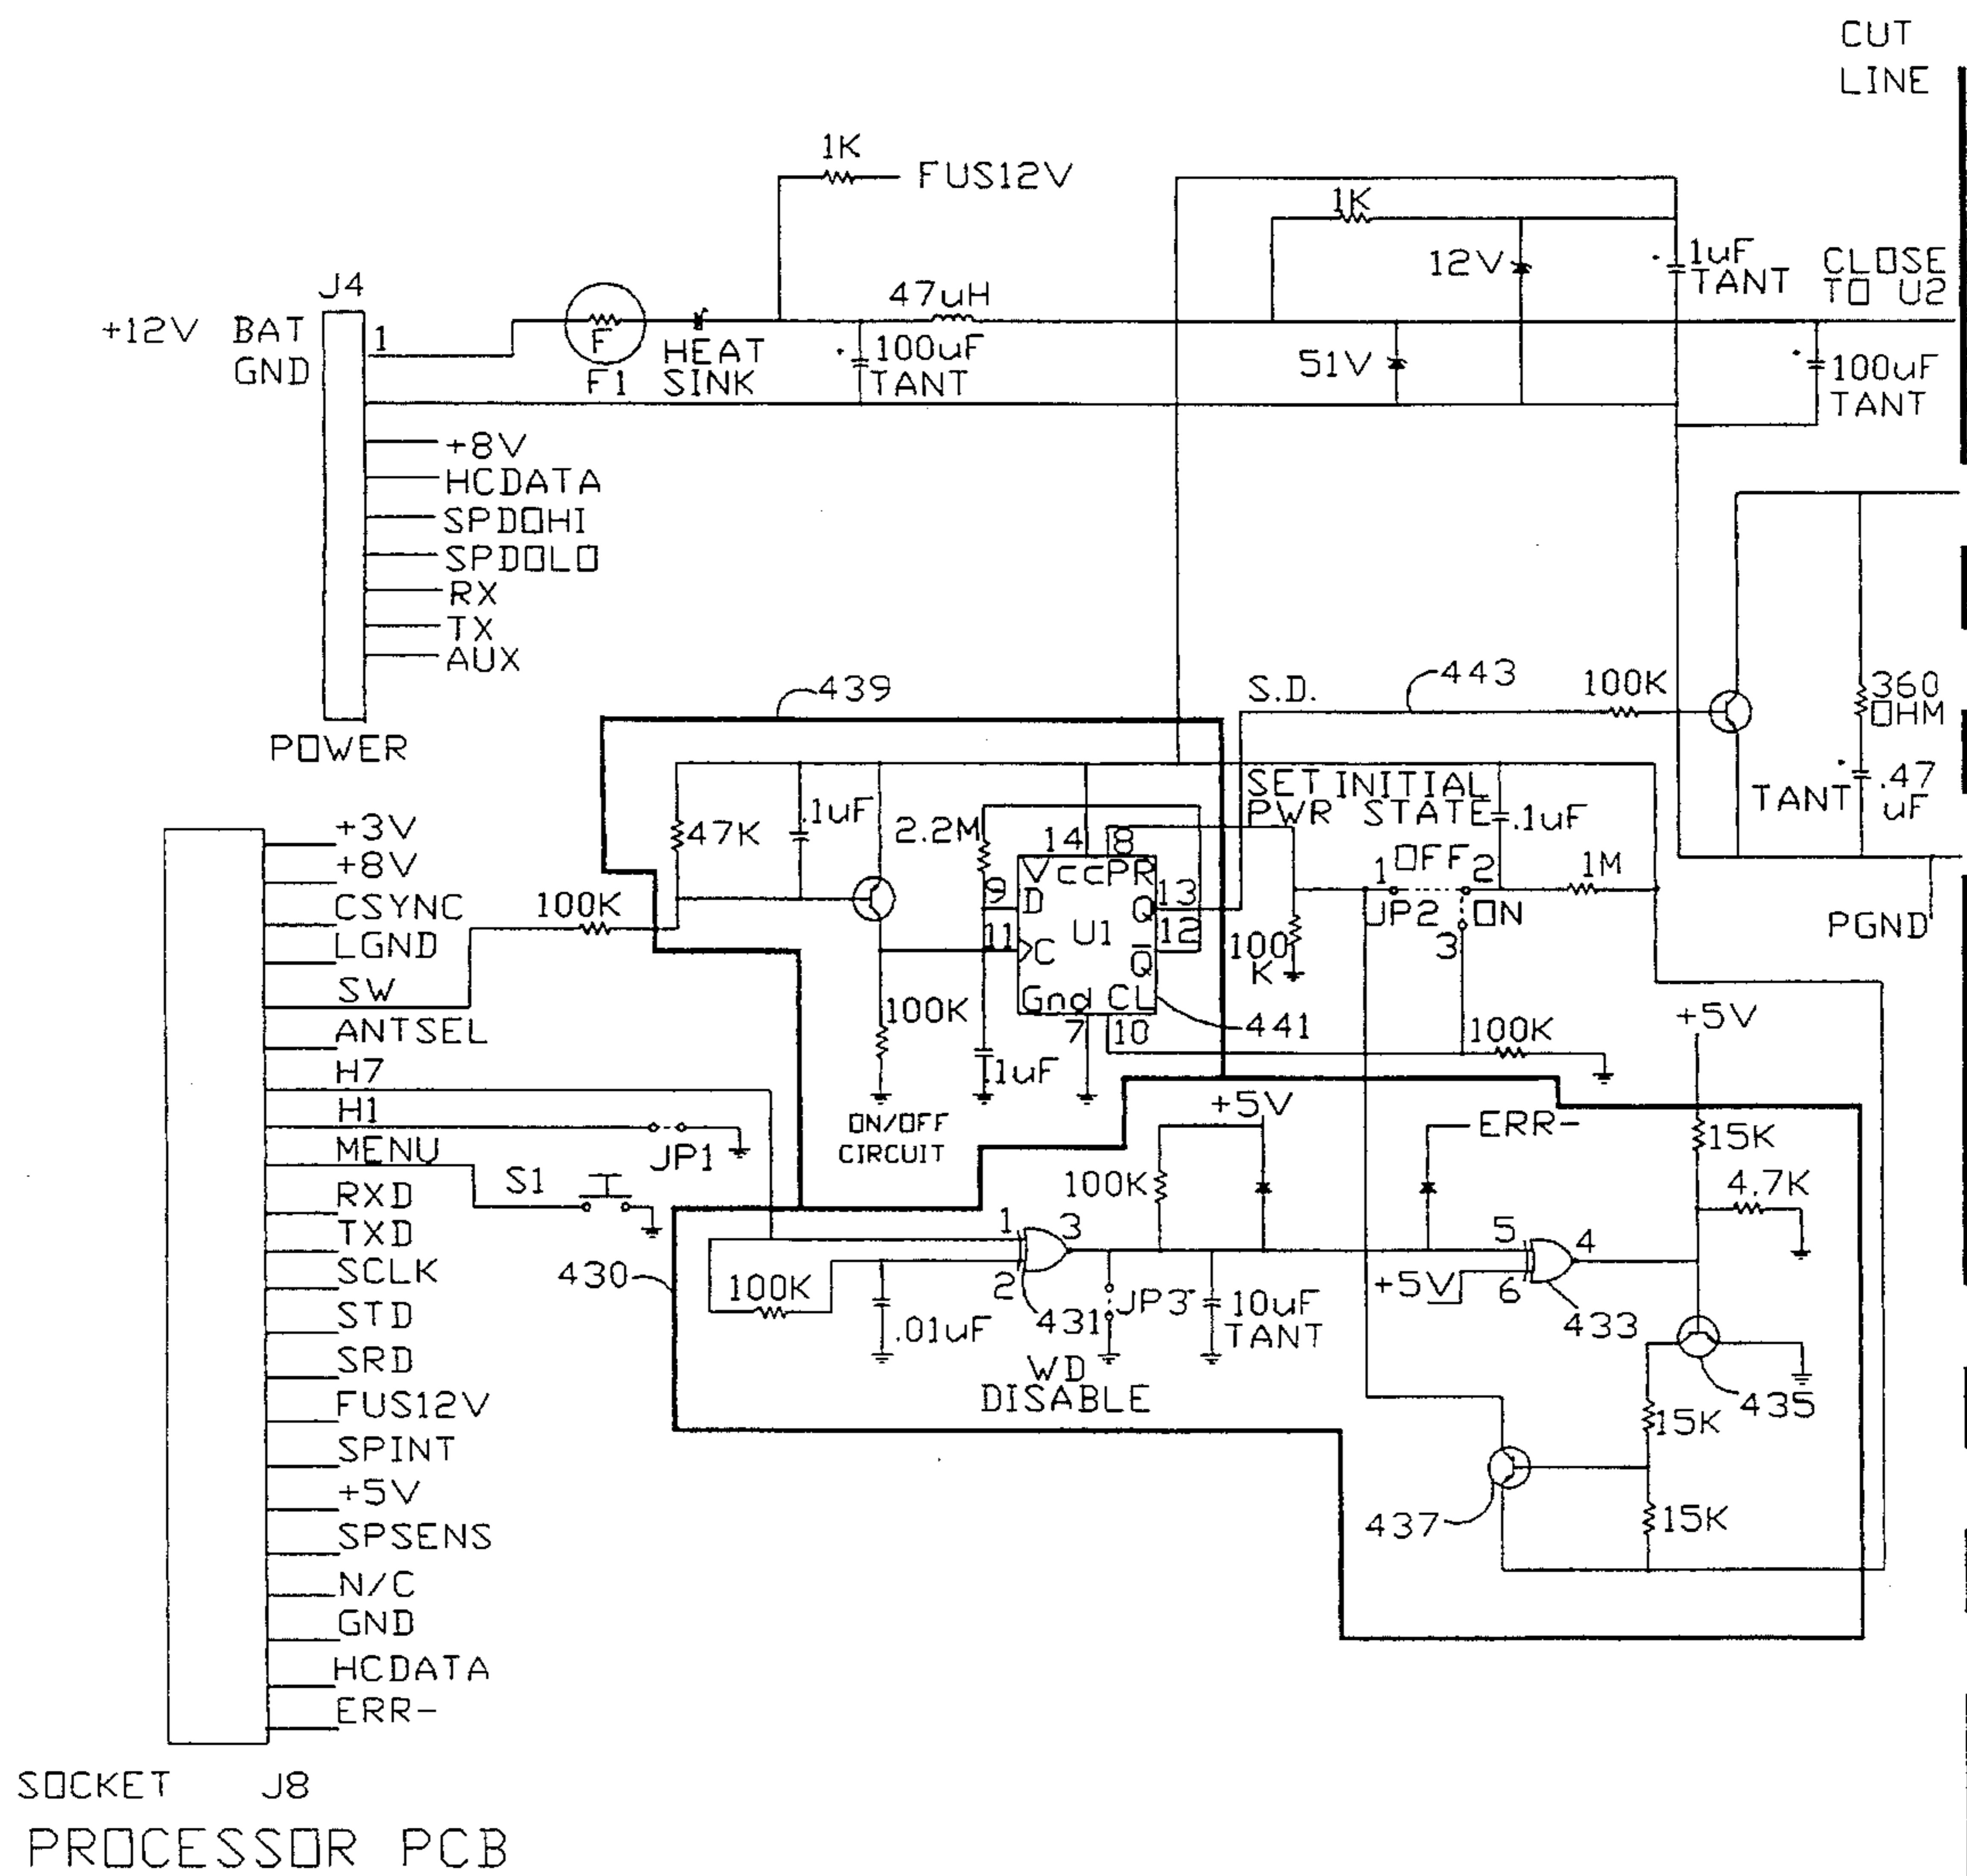 CUT
LINE
1K
FUS12V
1K
12V
1uF
TANT
CLOSE
TO U2
J4
+12V BAT
GND
1
F
F1
HEAT
SINK
47uH
100uF
TANT
51V
100uF
TANT
+8V
HCDATA
SPDOHI
SPDOLO
RX
TX
AUX
POWER
439
S.D.
443
100K
360
OHM
TANT
.47
uF
PGND
+3V
+8V
CSYNC
LGND
SW
ANTSEL
H7
H1
MENU
RXD
TXD
SCLK
STD
SRD
FUS12V
SPINT
+5V
SPSENS
N/C
GND
HCDATA
ERR-
100K
47K
.1uF
2.2M
14
8
Vcc PR
9
D
Q
13
11
C
U1
Q
12
Gnd CL
7
10
441
100K
.1uF
ON/OFF
CIRCUIT
SET INITIAL
PWR STATE
.1uF
1
OFF
2
1M
JP2
ON
3
100
K
100K
+5V
JP1
S1
+5V
ERR-
15K
4.7K
100K
1
3
2
430
100K
.01uF
431
JP3
10uF
TANT
WD
DISABLE
5
4
+5V
6
433
435
15K
437
15K
SOCKET J8
PROCESSOR PCB